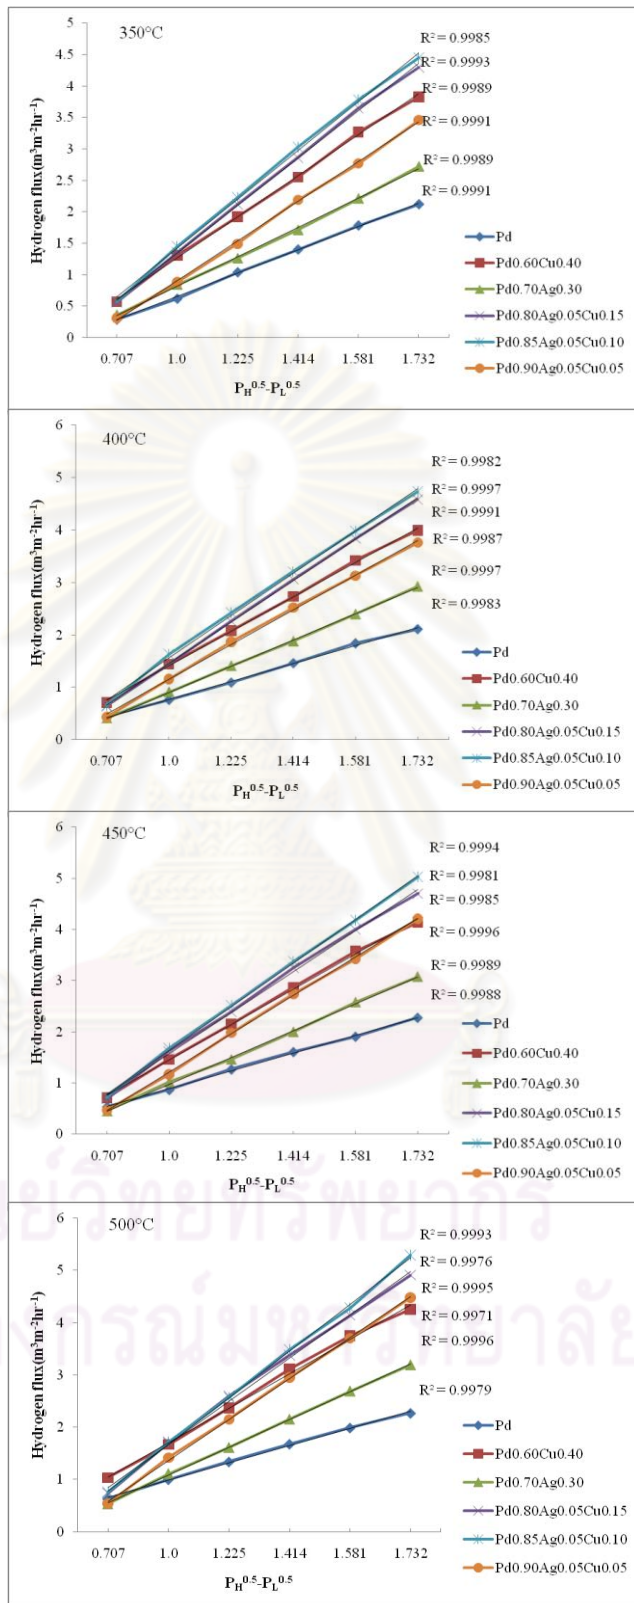 350°C
R² = 0.9985
R² = 0.9993
R² = 0.9989
R² = 0.9991
R² = 0.9989
R² = 0.9991
Hydrogen flux(m³m⁻²hr⁻¹)
5
4.5
4
3.5
3
2.5
2
1.5
1
0.5
0
0.707 1.0 1.225 1.414 1.581 1.732
P_H^0.5-P_L^0.5
Pd
Pd0.60Cu0.40
Pd0.70Ag0.30
Pd0.80Ag0.05Cu0.15
Pd0.85Ag0.05Cu0.10
Pd0.90Ag0.05Cu0.05
400°C
R² = 0.9982
R² = 0.9997
R² = 0.9991
R² = 0.9987
R² = 0.9997
R² = 0.9983
Hydrogen flux(m³m⁻²hr⁻¹)
6
5
4
3
2
1
0
0.707 1.0 1.225 1.414 1.581 1.732
P_H^0.5-P_L^0.5
Pd
Pd0.60Cu0.40
Pd0.70Ag0.30
Pd0.80Ag0.05Cu0.15
Pd0.85Ag0.05Cu0.10
Pd0.90Ag0.05Cu0.05
450°C
R² = 0.9994
R² = 0.9981
R² = 0.9985
R² = 0.9996
R² = 0.9989
R² = 0.9988
Hydrogen flux(m³m⁻²hr⁻¹)
6
5
4
3
2
1
0
0.707 1.0 1.225 1.414 1.581 1.732
P_H^0.5-P_L^0.5
Pd
Pd0.60Cu0.40
Pd0.70Ag0.30
Pd0.80Ag0.05Cu0.15
Pd0.85Ag0.05Cu0.10
Pd0.90Ag0.05Cu0.05
500°C
R² = 0.9993
R² = 0.9976
R² = 0.9995
R² = 0.9971
R² = 0.9996
R² = 0.9979
Hydrogen flux(m³m⁻²hr⁻¹)
6
5
4
3
2
1
0
0.707 1.0 1.225 1.414 1.581 1.732
P_H^0.5-P_L^0.5
Pd
Pd0.60Cu0.40
Pd0.70Ag0.30
Pd0.80Ag0.05Cu0.15
Pd0.85Ag0.05Cu0.10
Pd0.90Ag0.05Cu0.05